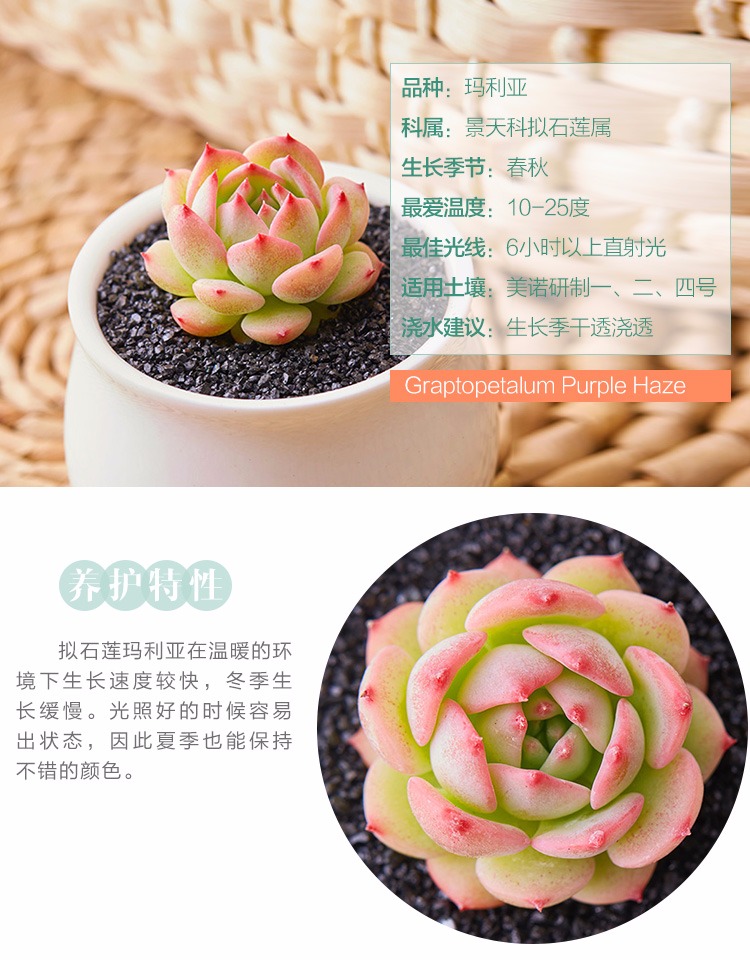 品种：玛利亚
科属：景天科拟石莲属
生长季节：春秋
最爱温度：10-25度
最佳光线：6小时以上直射光
适用土壤：美诺研制一、二、四号
浇水建议：生长季干透浇透
Graptopetalum Purple Haze
养护特性
拟石莲玛利亚在温暖的环
境下生长速度较快，冬季生
长缓慢。光照好的时候容易
出状态，因此夏季也能保持
不错的颜色。